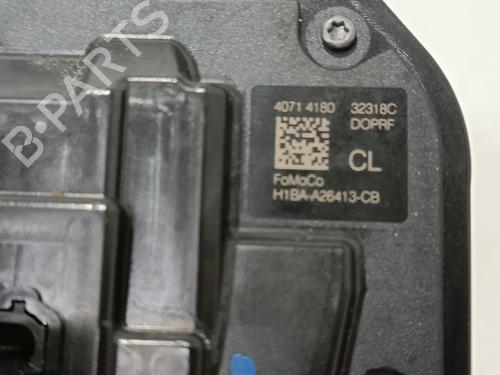 B-PARTS
4071 4180 32318C
DOPRF
CL
FoMoCo
H1BA-A26413-CB